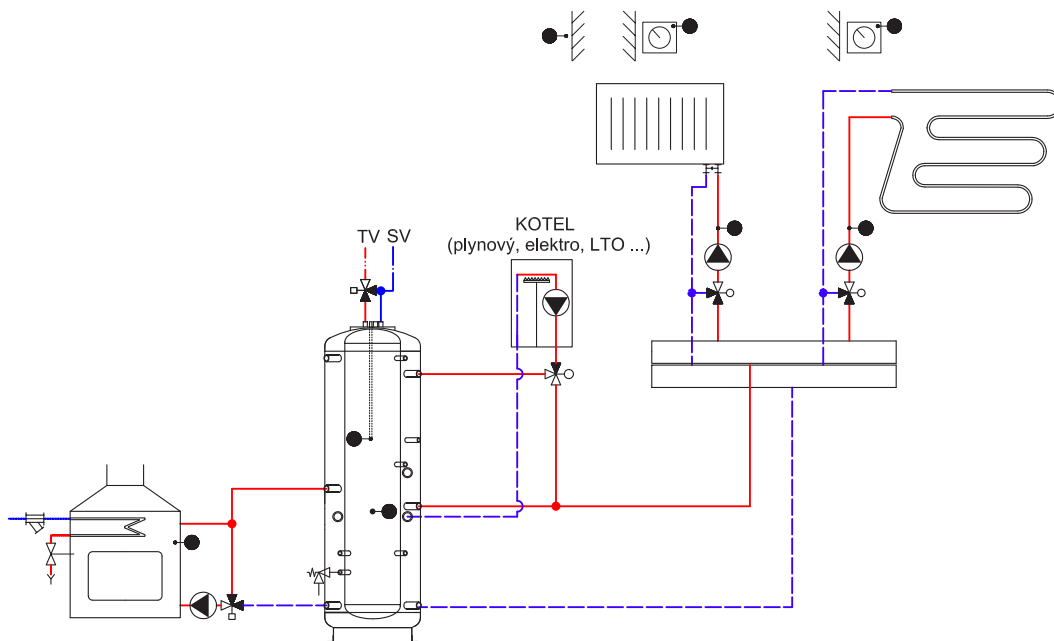 KOTEL
(plynový, elektro, LTO ...)
TV SV